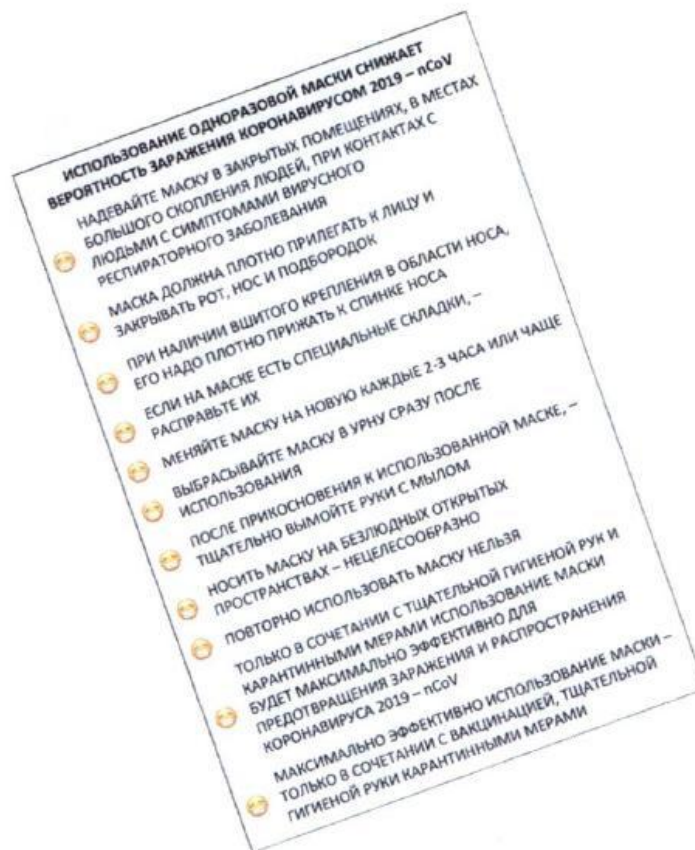 ИСПОЛЬЗОВАНИЕ ОДНОРАЗОВОЙ МАСКИ СНИЖАЕТ
ВЕРОЯТНОСТЬ ЗАРАЖЕНИЯ КОРОНАВИРУСОМ 2019 – nCoV
НАДЕВАЙТЕ МАСКУ В ЗАКРЫТЫХ ПОМЕЩЕНИЯХ, В МЕСТАХ
БОЛЬШОГО СКОПЛЕНИЯ ЛЮДЕЙ, ПРИ КОНТАКТАХ С
ЛЮДЬМИ С СИМПТОМАМИ ВИРУСНОГО
РЕСПИРАТОРНОГО ЗАБОЛЕВАНИЯ
МАСКА ДОЛЖНА ПЛОТНО ПРИЛЕГАТЬ К ЛИЦУ И
ЗАКРЫВАТЬ РОТ, НОС И ПОДБОРОДОК
ПРИ НАЛИЧИИ ВШИТОГО КРЕПЛЕНИЯ В ОБЛАСТИ НОСА,
ЕГО НАДО ПЛОТНО ПРИЖАТЬ К СПИНКЕ НОСА
ЕСЛИ НА МАСКЕ ЕСТЬ СПЕЦИАЛЬНЫЕ СКЛАДКИ, –
РАСПРАВЬТЕ ИХ
МЕНЯЙТЕ МАСКУ НА НОВУЮ КАЖДЫЕ 2-3 ЧАСА ИЛИ ЧАЩЕ
ВЫБРАСЫВАЙТЕ МАСКУ В УРНУ СРАЗУ ПОСЛЕ
ИСПОЛЬЗОВАНИЯ
ПОСЛЕ ПРИКОСНОВЕНИЯ К ИСПОЛЬЗОВАННОЙ МАСКЕ, –
ТЩАТЕЛЬНО ВЫМОЙТЕ РУКИ С МЫЛОМ
НОСИТЬ МАСКУ НА БЕЗЛЮДНЫХ ОТКРЫТЫХ
ПРОСТРАНСТВАХ – НЕЦЕЛЕСООБРАЗНО
ПОВТОРНО ИСПОЛЬЗОВАТЬ МАСКУ НЕЛЬЗЯ
ТОЛЬКО В СОЧЕТАНИИ С ТЩАТЕЛЬНОЙ ГИГИЕНОЙ РУК И
КАРАНТИННЫМИ МЕРАМИ ИСПОЛЬЗОВАНИЕ МАСКИ
БУДЕТ МАКСИМАЛЬНО ЭФФЕКТИВНО ДЛЯ
ПРЕДОТВРАЩЕНИЯ ЗАРАЖЕНИЯ И РАСПРОСТРАНЕНИЯ
КОРОНАВИРУСА 2019 – nCoV
МАКСИМАЛЬНО ЭФФЕКТИВНО ИСПОЛЬЗОВАНИЕ МАСКИ –
ТОЛЬКО В СОЧЕТАНИИ С ВАКЦИНАЦИЕЙ, ТЩАТЕЛЬНОЙ
ГИГИЕНОЙ РУКИ КАРАНТИННЫМИ МЕРАМИ